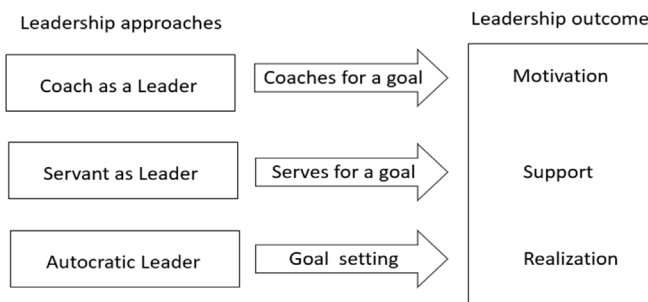 Leadership approaches
Leadership outcome
Coach as a Leader
Coaches for a goal
Motivation
Servant as Leader
Serves for a goal
Support
Autocratic Leader
Goal setting
Realization